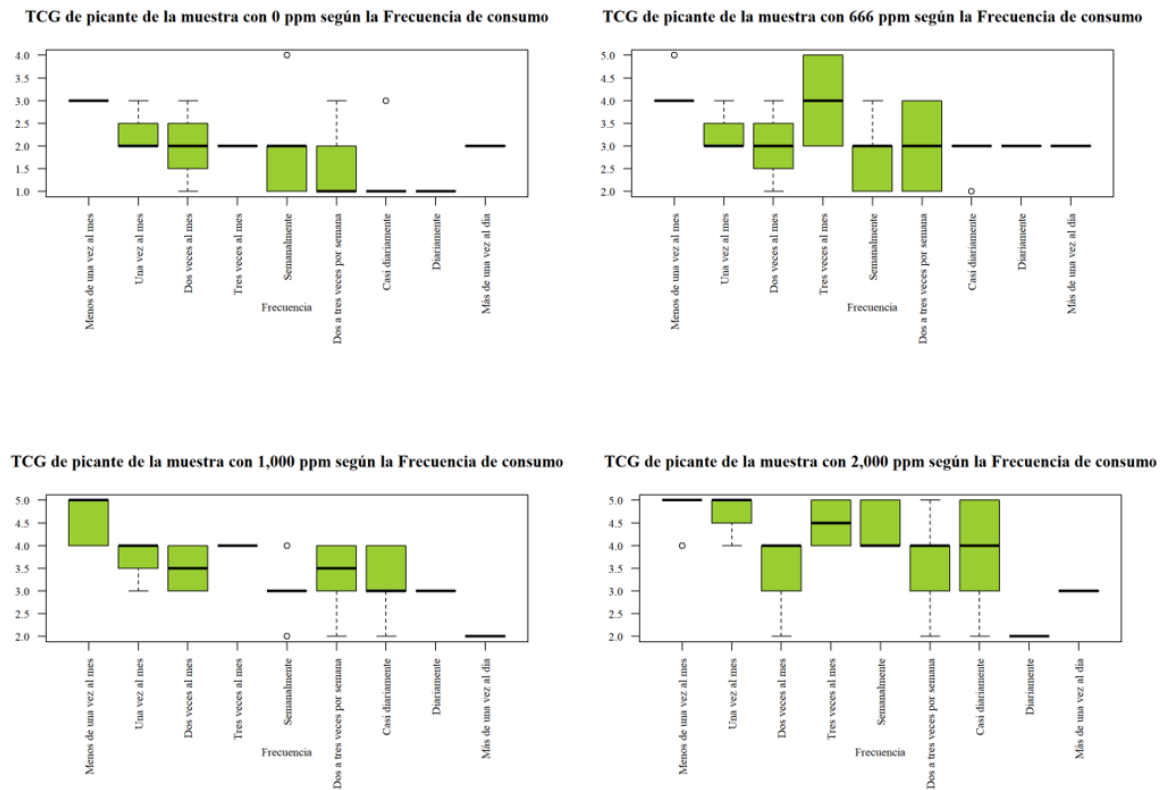 TCG de picante de la muestra con 0 ppm según la Frecuencia de consumo
4.0
3.5
3.0
2.5
2.0
1.5
1.0
Menos de una vez al mes
Una vez al mes
Dos veces al mes
Tres veces al mes
Semanalmente
Dos a tres veces por semana
Casi diariamente
Diariamente
Más de una vez al día
Frecuencia
TCG de picante de la muestra con 666 ppm según la Frecuencia de consumo
5.0
4.5
4.0
3.5
3.0
2.5
2.0
Menos de una vez al mes
Una vez al mes
Dos veces al mes
Tres veces al mes
Semanalmente
Dos a tres veces por semana
Casi diariamente
Diariamente
Más de una vez al día
Frecuencia
TCG de picante de la muestra con 1,000 ppm según la Frecuencia de consumo
5.0
4.5
4.0
3.5
3.0
2.5
2.0
Menos de una vez al mes
Una vez al mes
Dos veces al mes
Tres veces al mes
Semanalmente
Dos a tres veces por semana
Casi diariamente
Diariamente
Más de una vez al día
Frecuencia
TCG de picante de la muestra con 2,000 ppm según la Frecuencia de consumo
5.0
4.5
4.0
3.5
3.0
2.5
2.0
Menos de una vez al mes
Una vez al mes
Dos veces al mes
Tres veces al mes
Semanalmente
Dos a tres veces por semana
Casi diariamente
Diariamente
Más de una vez al día
Frecuencia